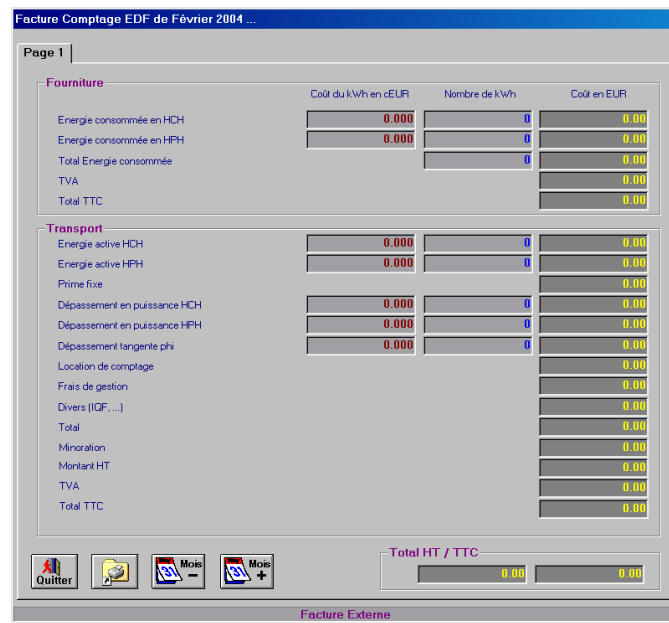 Facture Comptage EDF de Février 2004 ...
Page 1
Fourniture
Coût du kWh en cEUR Nombre de kWh Coût en EUR
Energie consommée en HCH 0.000 0 0.00
Energie consommée en HPH 0.000 0 0.00
Total Energie consommée 0 0.00
TVA 0.00
Total TTC 0.00
Transport
Energie active HCH 0.000 0 0.00
Energie active HPH 0.000 0 0.00
Prime fixe 0.00
Dépassement en puissance HCH 0.000 0 0.00
Dépassement en puissance HPH 0.000 0 0.00
Dépassement tangente phi 0.000 0 0.00
Location de comptage 0.00
Frais de gestion 0.00
Divers (IQF, ...) 0.00
Total 0.00
Minoration 0.00
Montant HT 0.00
TVA 0.00
Total TTC 0.00
Quitter 31 Mois - 31 Mois +
Total HT / TTC
0.00 0.00
Facture Externe